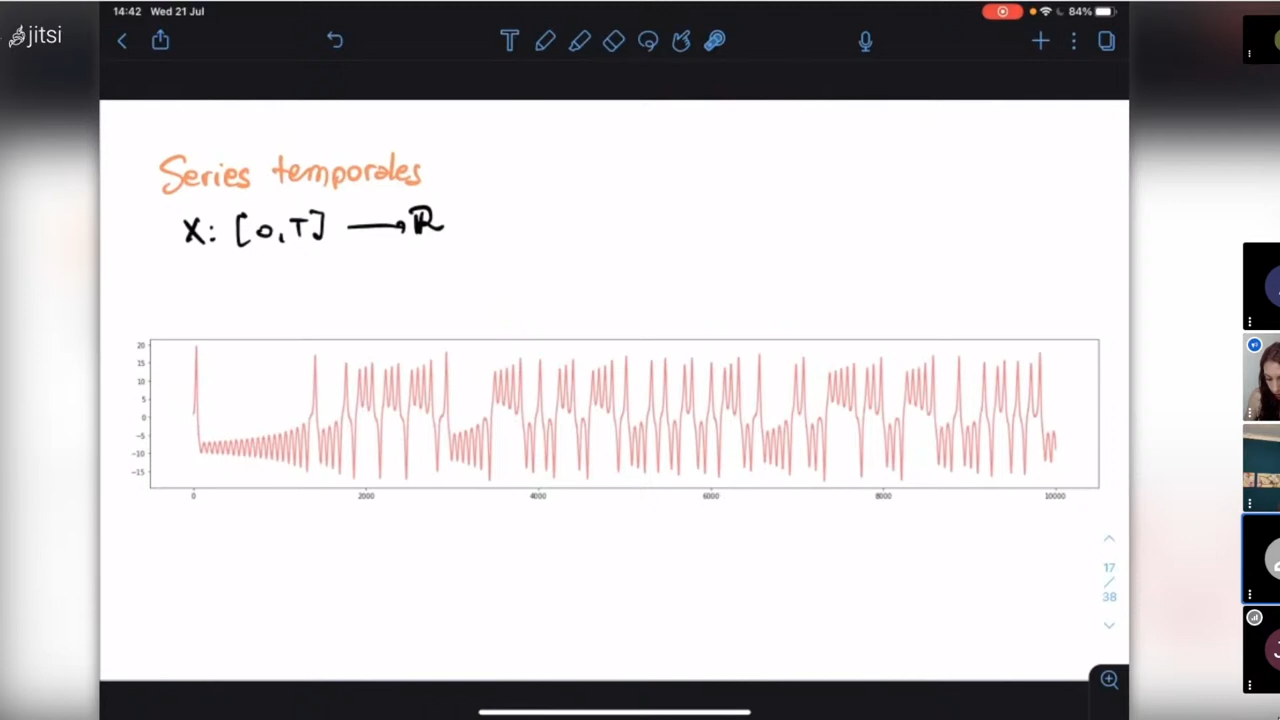 14:42 Wed 21 Jul
84%
jitsi
Series temporales
X: [0,T] → ℝ
20
15
10
5
0
−5
−10
−15
0 2000 4000 6000 8000 10000
17
/
38